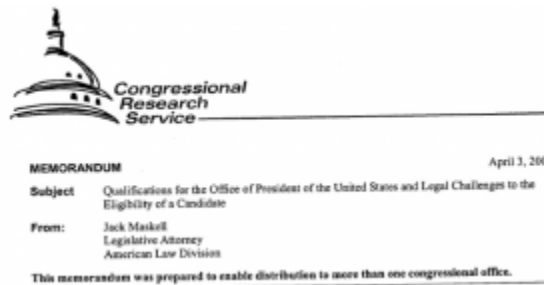 Congressional
Research
Service
MEMORANDUM April 3, 200
Subject Qualifications for the Office of President of the United States and Legal Challenges to the
Eligibility of a Candidate
From: Jack Maskell
Legislative Attorney
American Law Division
This memorandum was prepared to enable distribution to more than one congressional office.